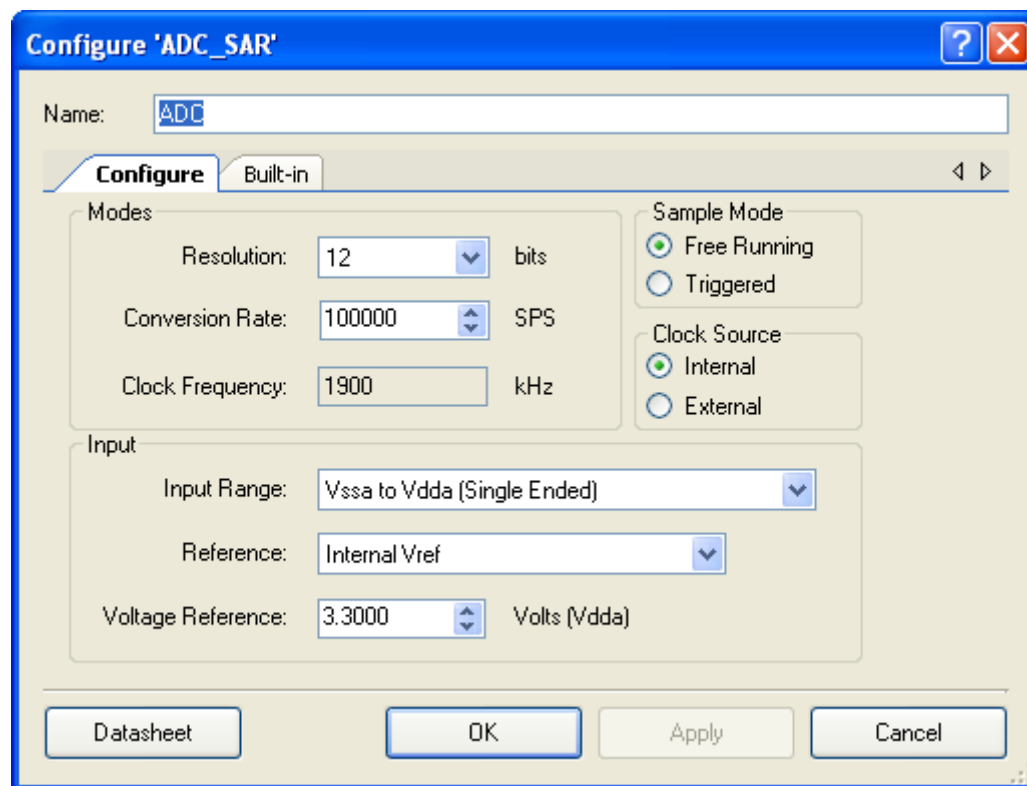 Configure 'ADC_SAR'
Name: ADC
Configure Built-in
Modes
Resolution: 12 bits
Conversion Rate: 100000 SPS
Clock Frequency: 1900 kHz
Sample Mode
Free Running
Triggered
Clock Source
Internal
External
Input
Input Range: Vssa to Vdda (Single Ended)
Reference: Internal Vref
Voltage Reference: 3.3000 Volts (Vdda)
Datasheet OK Apply Cancel